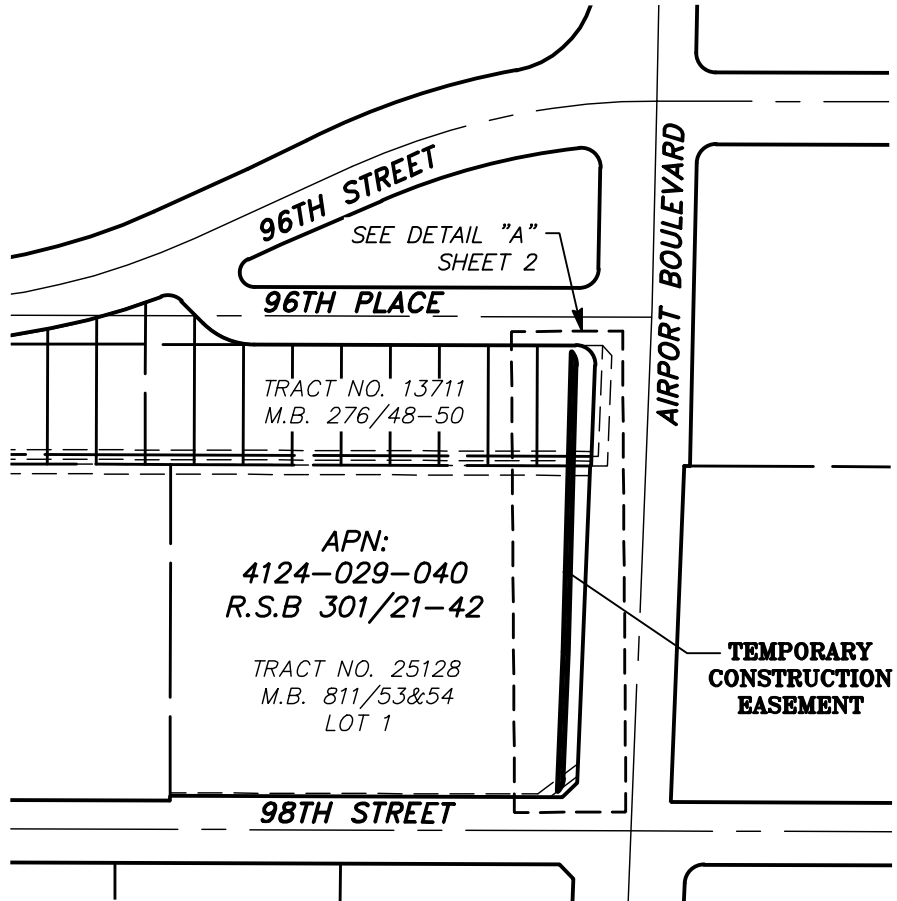 96TH STREET
AIRPORT BOULEVARD
SEE DETAIL "A"
SHEET 2
96TH PLACE
TRACT NO. 13711
M.B. 276/48-50
APN:
4124-029-040
R.S.B 301/21-42
TRACT NO. 25128
M.B. 811/53&54
LOT 1
TEMPORARY
CONSTRUCTION
EASEMENT
98TH STREET